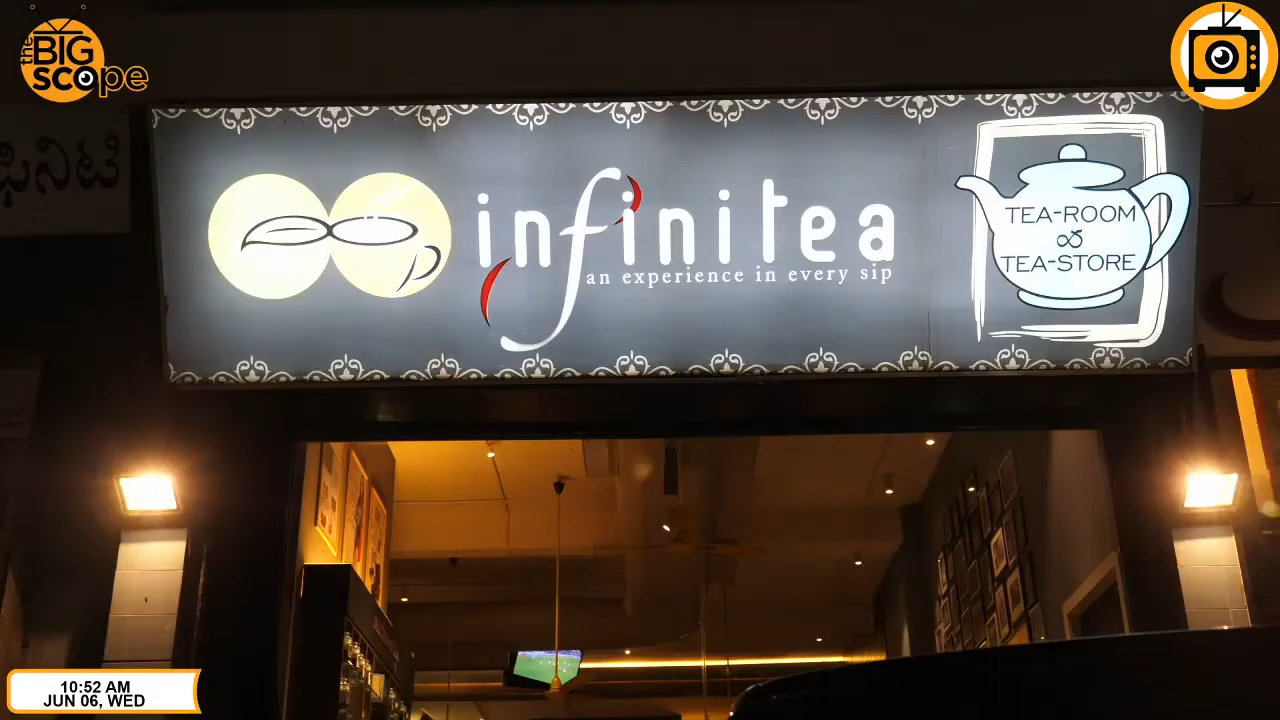 the
BIG
scope
infinitea
an experience in every sip
TEA-ROOM
&
TEA-STORE
10:52 AM
JUN 06, WED